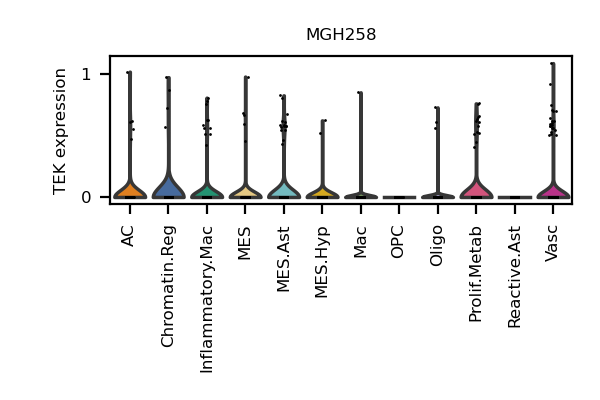 MGH258
TEK expression
1
0
AC
Chromatin.Reg
Inflammatory.Mac
MES
MES.Ast
MES.Hyp
Mac
OPC
Oligo
Prolif.Metab
Reactive.Ast
Vasc